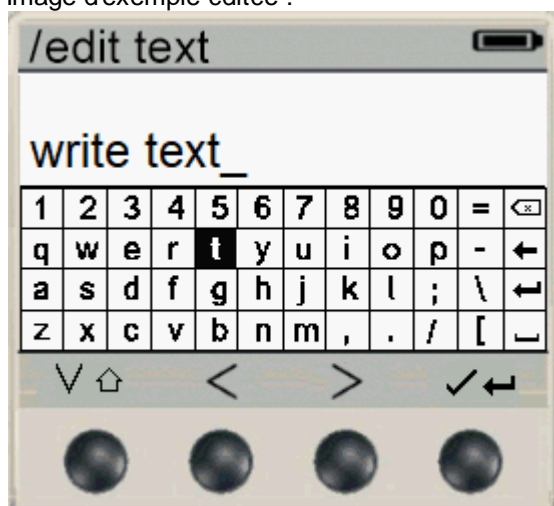 image d'exemple éditée :
/edit text
write text_
1 2 3 4 5 6 7 8 9 0 =
q w e r t y u i o p -
a s d f g h j k l ; \
z x c v b n m , . / [
< >